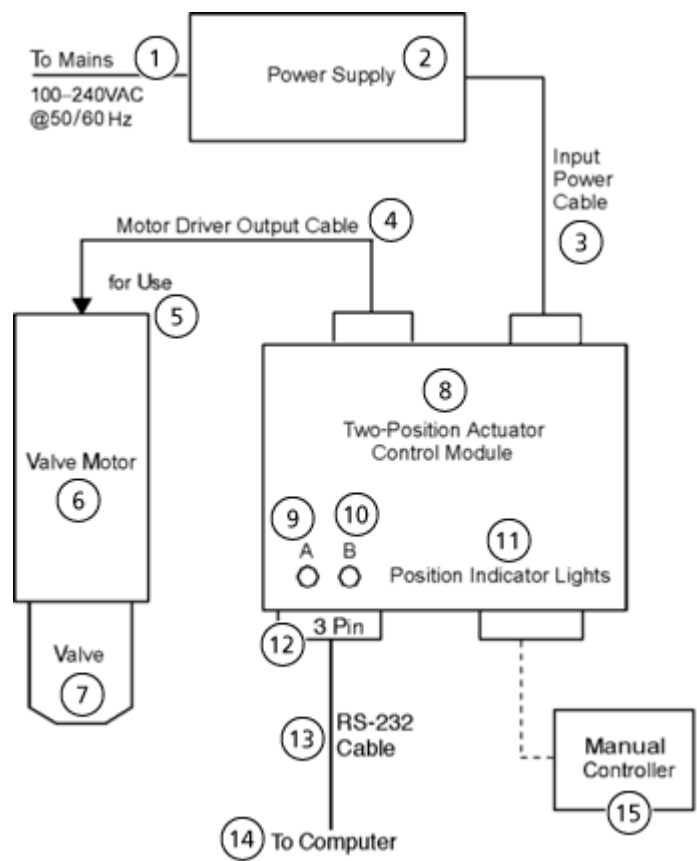 To Mains
1
100–240VAC
@50/60 Hz
Power Supply
2
Input
Power
Cable
3
Motor Driver Output Cable
4
for Use
5
Valve Motor
6
Valve
7
8
Two-Position Actuator
Control Module
9
10
A
B
11
Position Indicator Lights
12
3 Pin
13
RS-232
Cable
14
To Computer
Manual
Controller
15